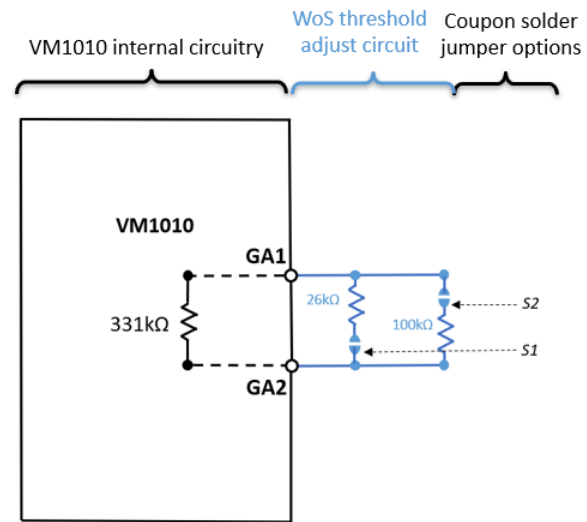 VM1010 internal circuitry
WoS threshold
adjust circuit
Coupon solder
jumper options
VM1010
GA1
331kΩ
GA2
26kΩ
100kΩ
S2
S1